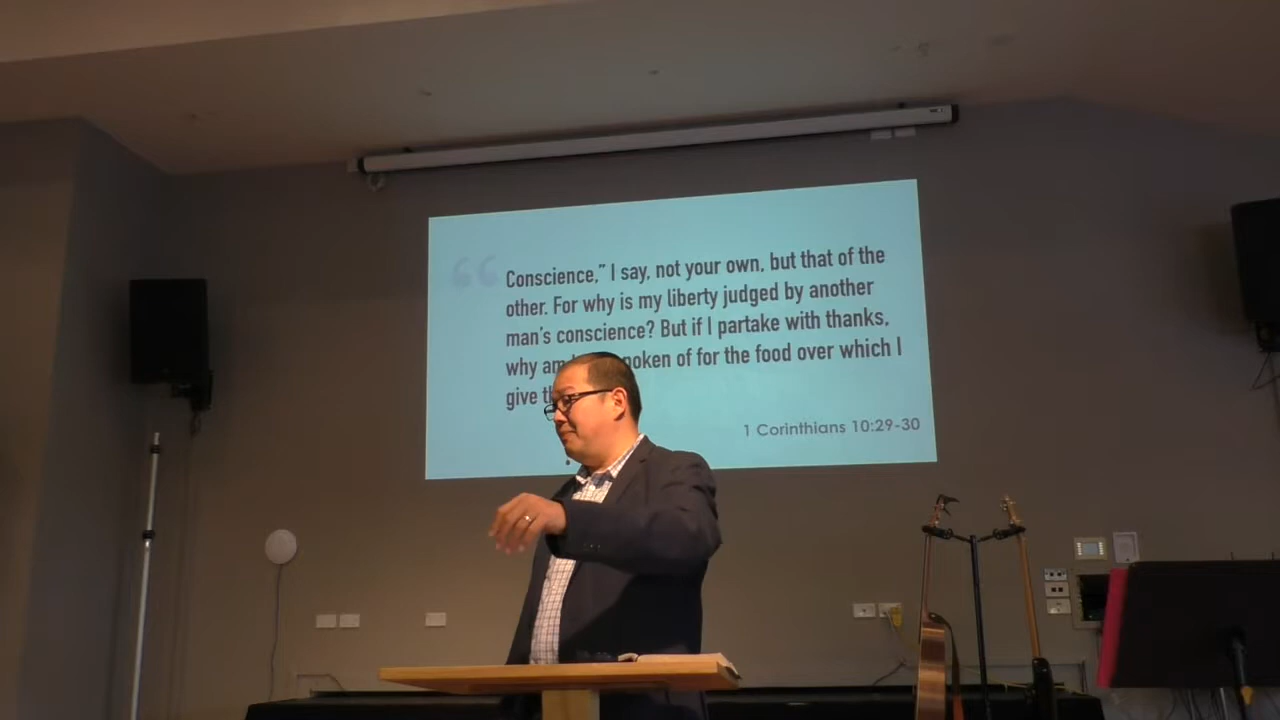 “ Conscience,” I say, not your own, but that of the
other. For why is my liberty judged by another
man’s conscience? But if I partake with thanks,
why am of for the food over which I
give
1 Corinthians 10:29-30